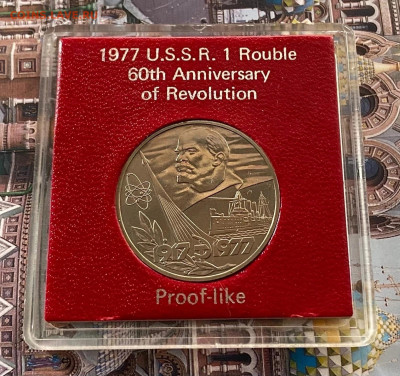 1977 U.S.S.R. 1 Rouble
60th Anniversary
of Revolution
1917
1977
Proof-like